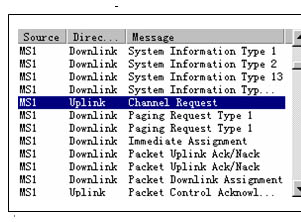 Source Direc... Message
MS1 Downlink System Information Type 1
MS1 Downlink System Information Type 2
MS1 Downlink System Information Type 13
MS1 Downlink System Information Typ...
MS1 Uplink Channel Request
MS1 Downlink Paging Request Type 1
MS1 Downlink Paging Request Type 1
MS1 Downlink Immediate Assignment
MS1 Downlink Packet Uplink Ack/Nack
MS1 Downlink Packet Uplink Ack/Nack
MS1 Downlink Packet Downlink Assignment
MS1 Uplink Packet Control Acknowl...